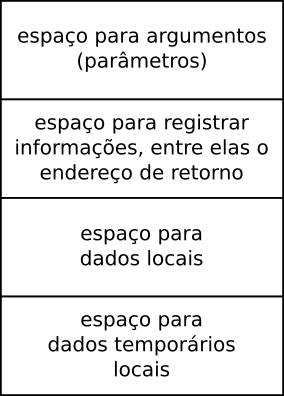 espaço para argumentos
(parâmetros)
espaço para registrar
informações, entre elas o
endereço de retorno
espaço para
dados locais
espaço para
dados temporários
locais